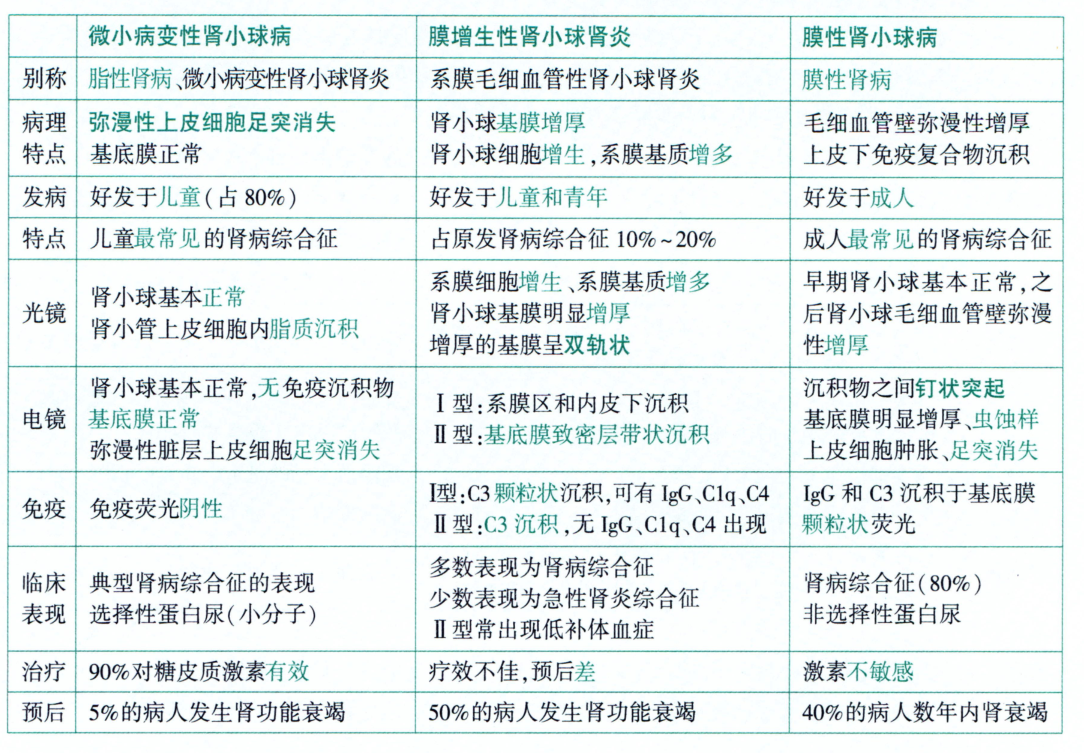 微小病变性肾小球病 膜增生性肾小球肾炎 膜性肾小球病
别称 脂性肾病、微小病变性肾小球肾炎 系膜毛细血管性肾小球肾炎 膜性肾病
病理 弥漫性上皮细胞足突消失 肾小球基膜增厚 毛细血管壁弥漫性增厚
特点 基底膜正常 肾小球细胞增生,系膜基质增多 上皮下免疫复合物沉积
发病 好发于儿童(占80%) 好发于儿童和青年 好发于成人
特点 儿童最常见的肾病综合征 占原发肾病综合征10%~20% 成人最常见的肾病综合征
光镜
肾小球基本正常
肾小管上皮细胞内脂质沉积
系膜细胞增生、系膜基质增多
肾小球基膜明显增厚
增厚的基膜呈双轨状
早期肾小球基本正常,之
后肾小球毛细血管壁弥漫
性增厚
电镜
肾小球基本正常,无免疫沉积物
基底膜正常
弥漫性脏层上皮细胞足突消失
Ⅰ型:系膜区和内皮下沉积
Ⅱ型:基底膜致密层带状沉积
沉积物之间钉状突起
基底膜明显增厚、虫蚀样
上皮细胞肿胀、足突消失
免疫
免疫荧光阴性
Ⅰ型:C3颗粒状沉积,可有IgG、C1q、C4
Ⅱ型:C3沉积,无IgG、C1q、C4出现
IgG和C3沉积于基底膜
颗粒状荧光
临床
表现
典型肾病综合征的表现
选择性蛋白尿(小分子)
多数表现为肾病综合征
少数表现为急性肾炎综合征
Ⅱ型常出现低补体血症
肾病综合征(80%)
非选择性蛋白尿
治疗 90%对糖皮质激素有效 疗效不佳,预后差 激素不敏感
预后 5%的病人发生肾功能衰竭 50%的病人发生肾功能衰竭 40%的病人数年内肾衰竭